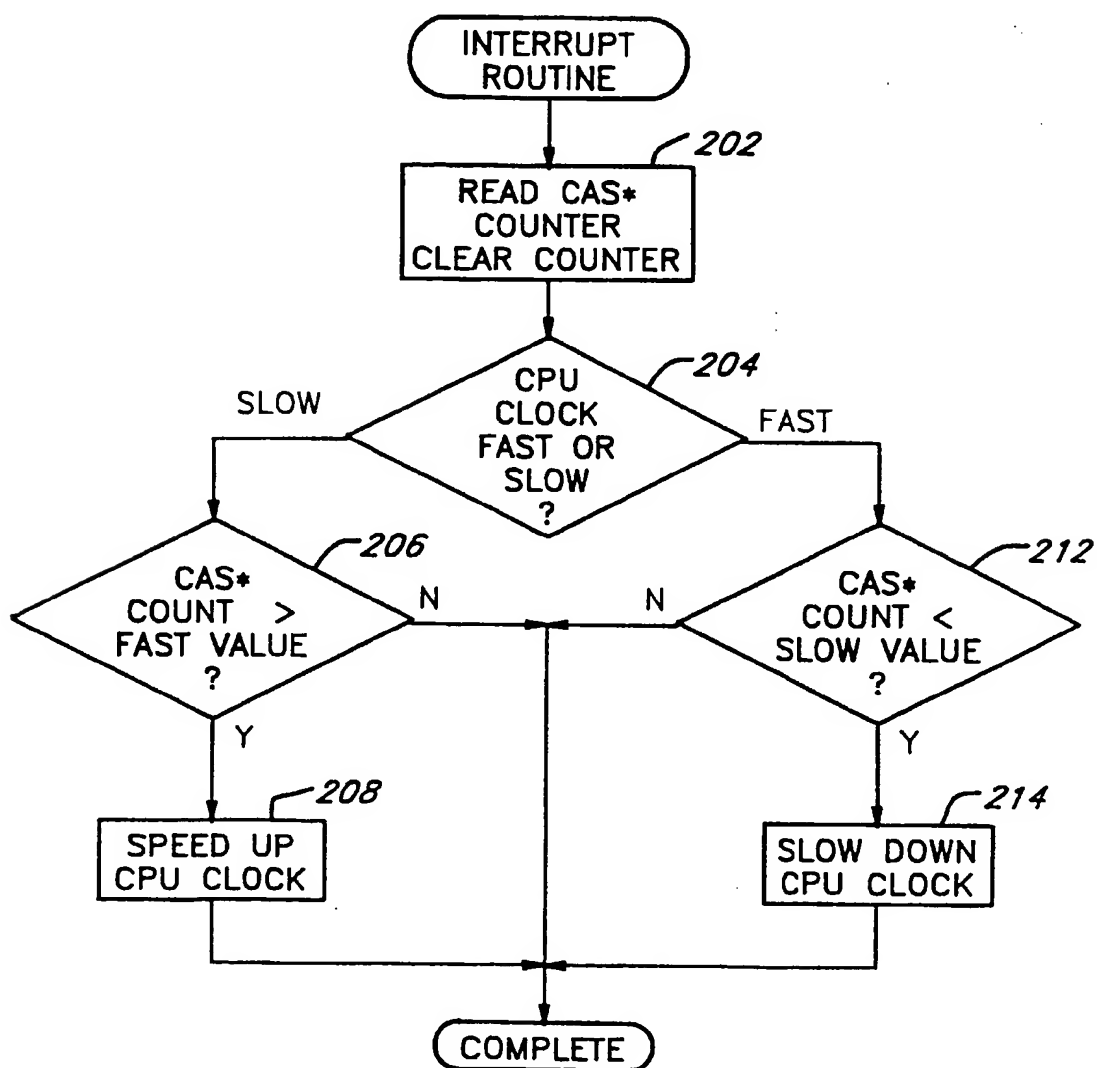 INTERRUPT
ROUTINE
202
READ CAS*
COUNTER
CLEAR COUNTER
204
CPU
CLOCK
FAST OR
SLOW
?
SLOW
FAST
206
CAS*
COUNT >
FAST VALUE
?
N
Y
212
CAS*
COUNT <
SLOW VALUE
?
N
Y
208
SPEED UP
CPU CLOCK
214
SLOW DOWN
CPU CLOCK
COMPLETE